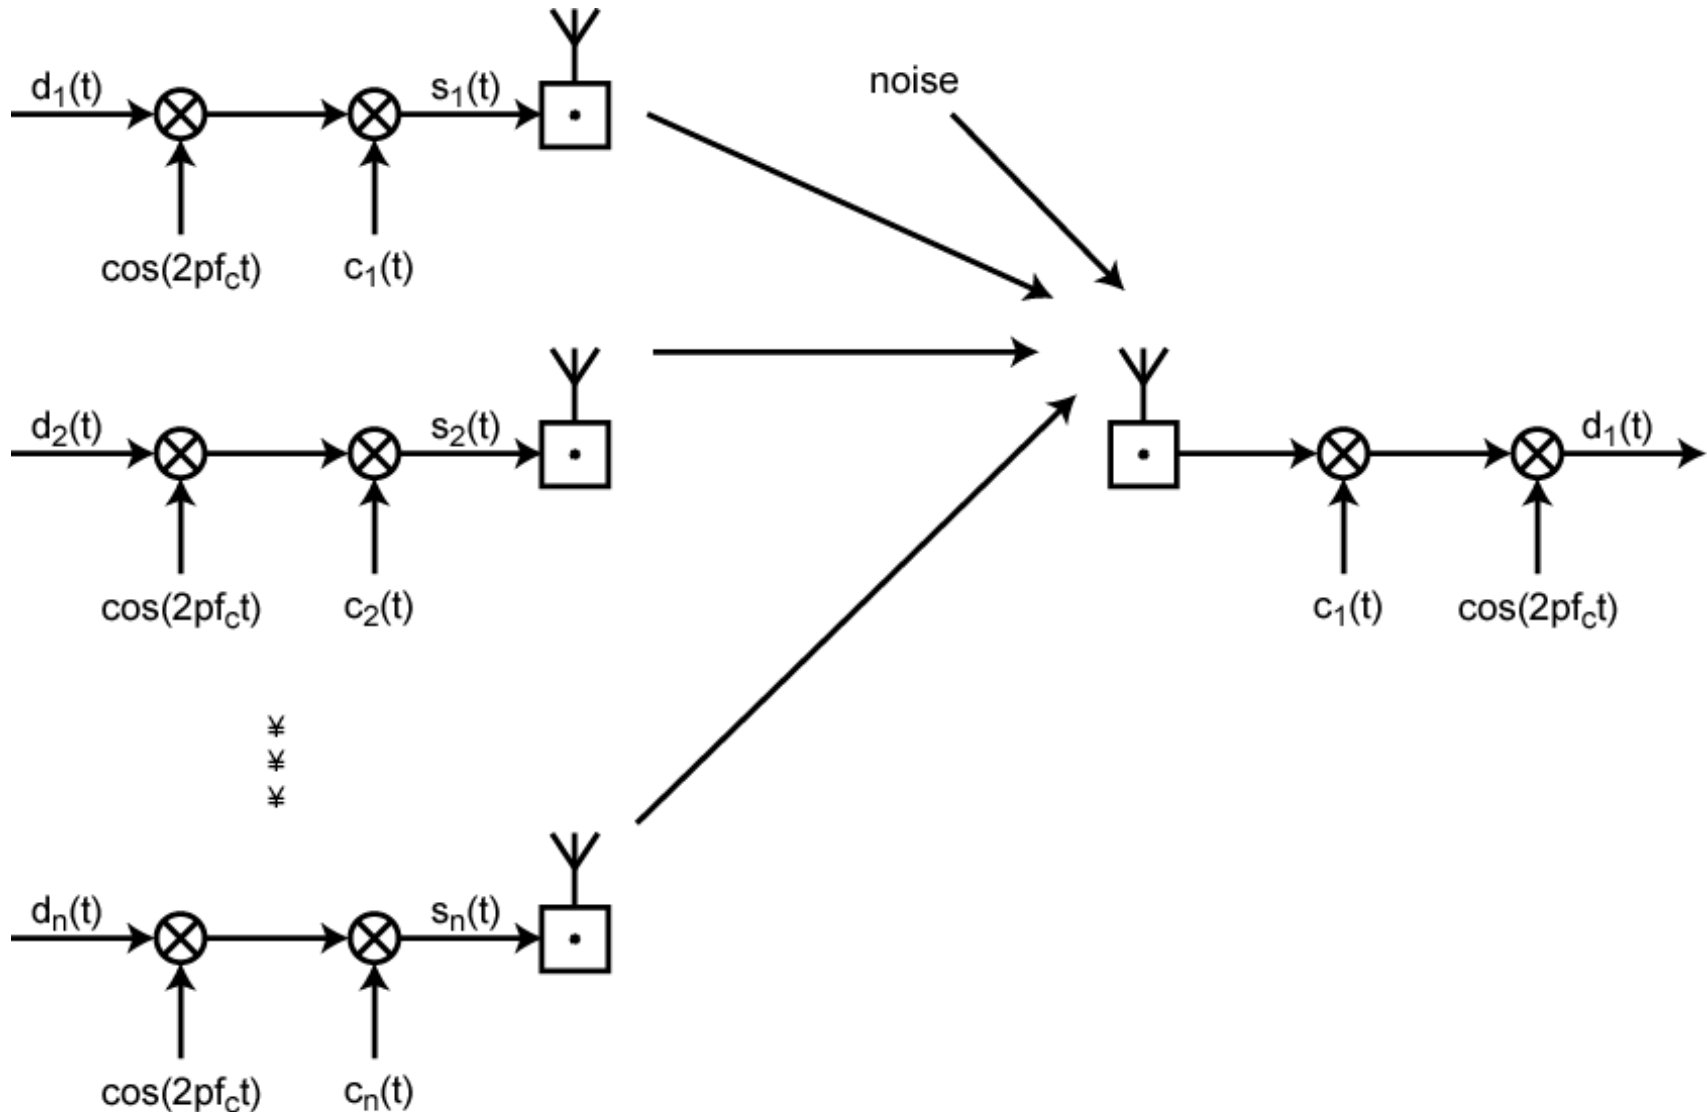 d1(t)
s1(t)
noise
cos(2pfct)
c1(t)
d2(t)
s2(t)
d1(t)
cos(2pfct)
c2(t)
c1(t)
cos(2pfct)
¥
¥
¥
dn(t)
sn(t)
cos(2pfct)
cn(t)